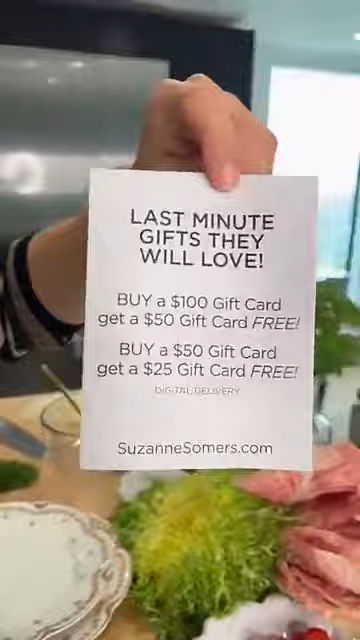 LAST MINUTE
GIFTS THEY
WILL LOVE!
BUY a $100 Gift Card
get a $50 Gift Card FREE!
BUY a $50 Gift Card
get a $25 Gift Card FREE!
DIGITAL DELIVERY
SuzanneSomers.com